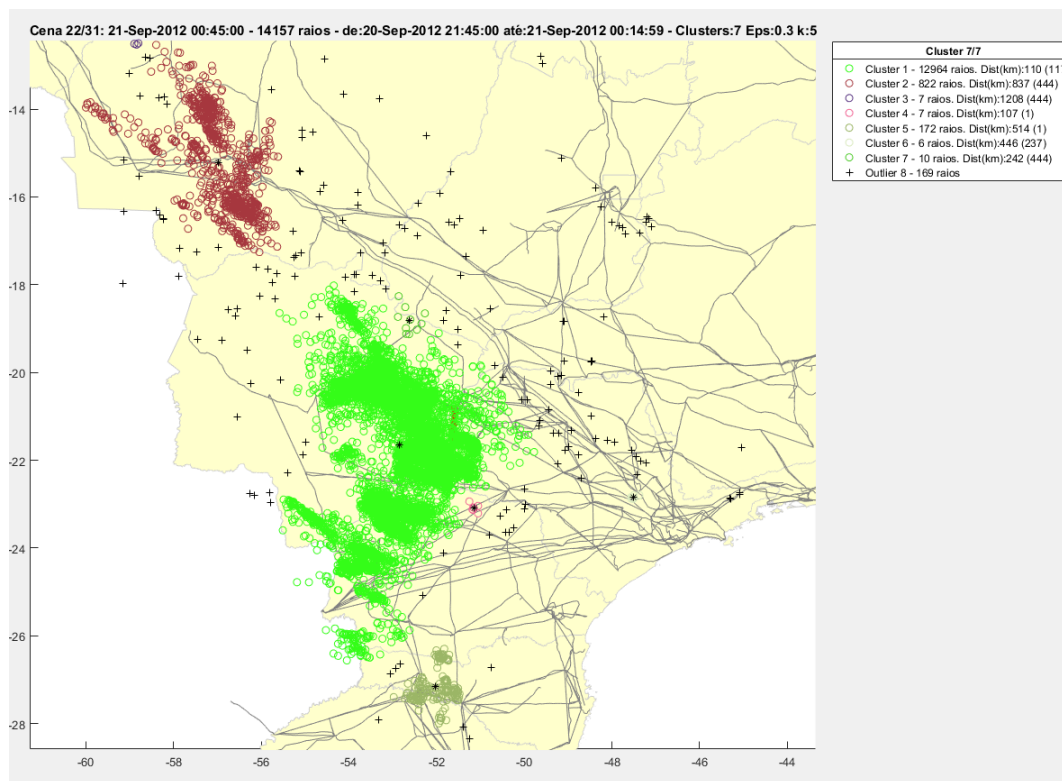 Cena 22/31: 21-Sep-2012 00:45:00 - 14157 raios - de:20-Sep-2012 21:45:00 até:21-Sep-2012 00:14:59 - Clusters:7 Eps:0.3 k:5
Cluster 7/7
Cluster 1 - 12964 raios. Dist(km):110 (11
Cluster 2 - 822 raios. Dist(km):837 (444)
Cluster 3 - 7 raios. Dist(km):1208 (444)
Cluster 4 - 7 raios. Dist(km):107 (1)
Cluster 5 - 172 raios. Dist(km):514 (1)
Cluster 6 - 6 raios. Dist(km):446 (237)
Cluster 7 - 10 raios. Dist(km):242 (444)
Outlier 8 - 169 raios
-14
-16
-18
-20
-22
-24
-26
-28
-60
-58
-56
-54
-52
-50
-48
-46
-44